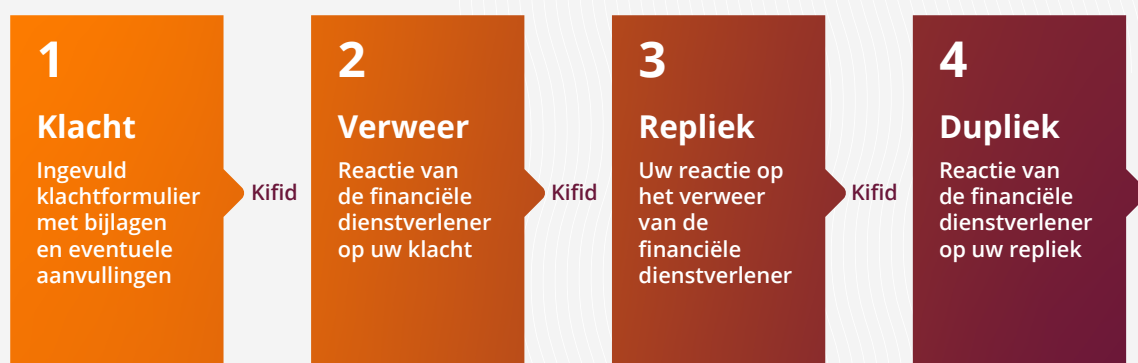 1
Klacht
Ingevuld
klachtformulier
met bijlagen
en eventuele
aanvullingen
Kifid
2
Verweer
Reactie van
de financiële
dienstverlener
op uw klacht
Kifid
3
Repliek
Uw reactie op
het verweer
van de
financiële
dienstverlener
Kifid
4
Dupliek
Reactie van
de financiële
dienstverlener
op uw repliek